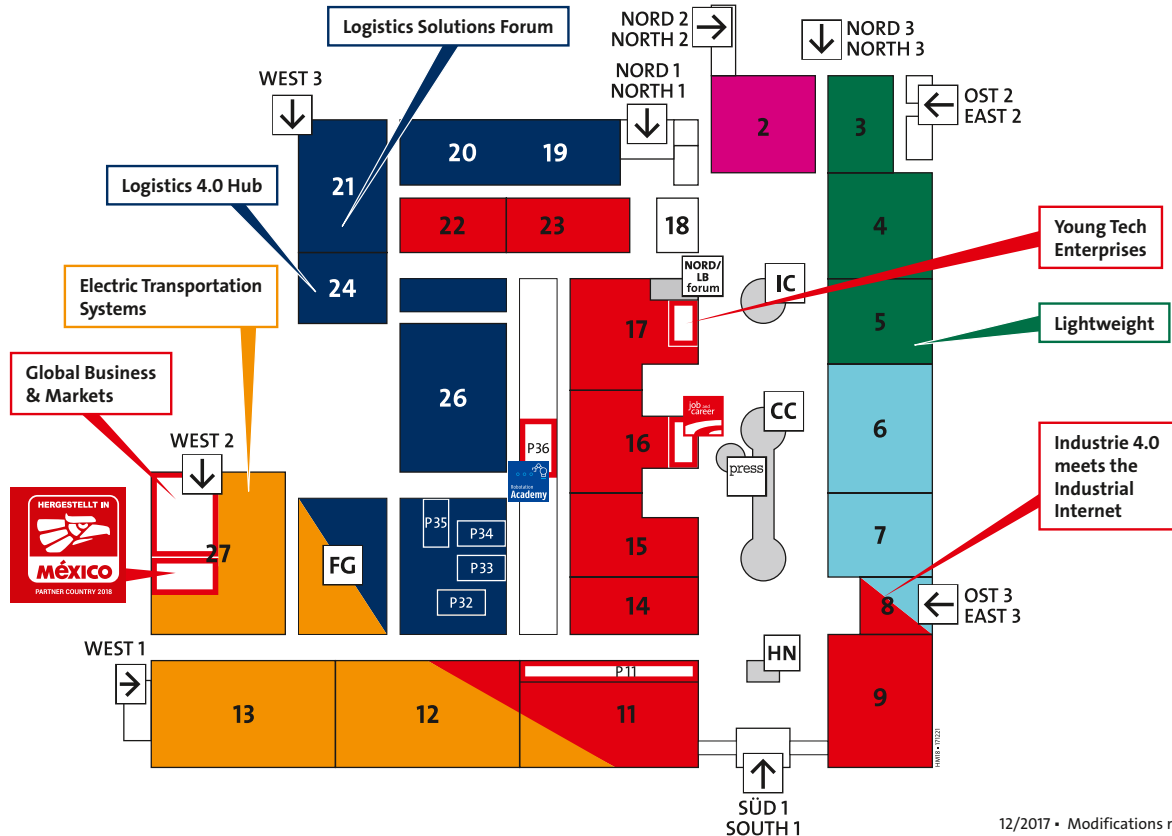 Logistics Solutions Forum
NORD 2
NORTH 2
NORD 3
NORTH 3
WEST 3
NORD 1
NORTH 1
OST 2
EAST 2
2
3
20
19
21
Logistics 4.0 Hub
22
23
18
4
Young Tech
Enterprises
NORD/
LB
forum
IC
Electric Transportation
Systems
24
17
5
Lightweight
Global Business
& Markets
26
job and
career
CC
6
WEST 2
P36
16
press
Industrie 4.0
meets the
Industrial
Internet
Robotation
Academy
HERGESTELLT IN
MéXICO
PARTNER COUNTRY 2018
27
FG
P35
P34
P33
P32
15
7
14
8
OST 3
EAST 3
WEST 1
HN
P11
13
12
11
9
HM18 • 171221
SÜD 1
SOUTH 1
12/2017 ▪ Modifications r